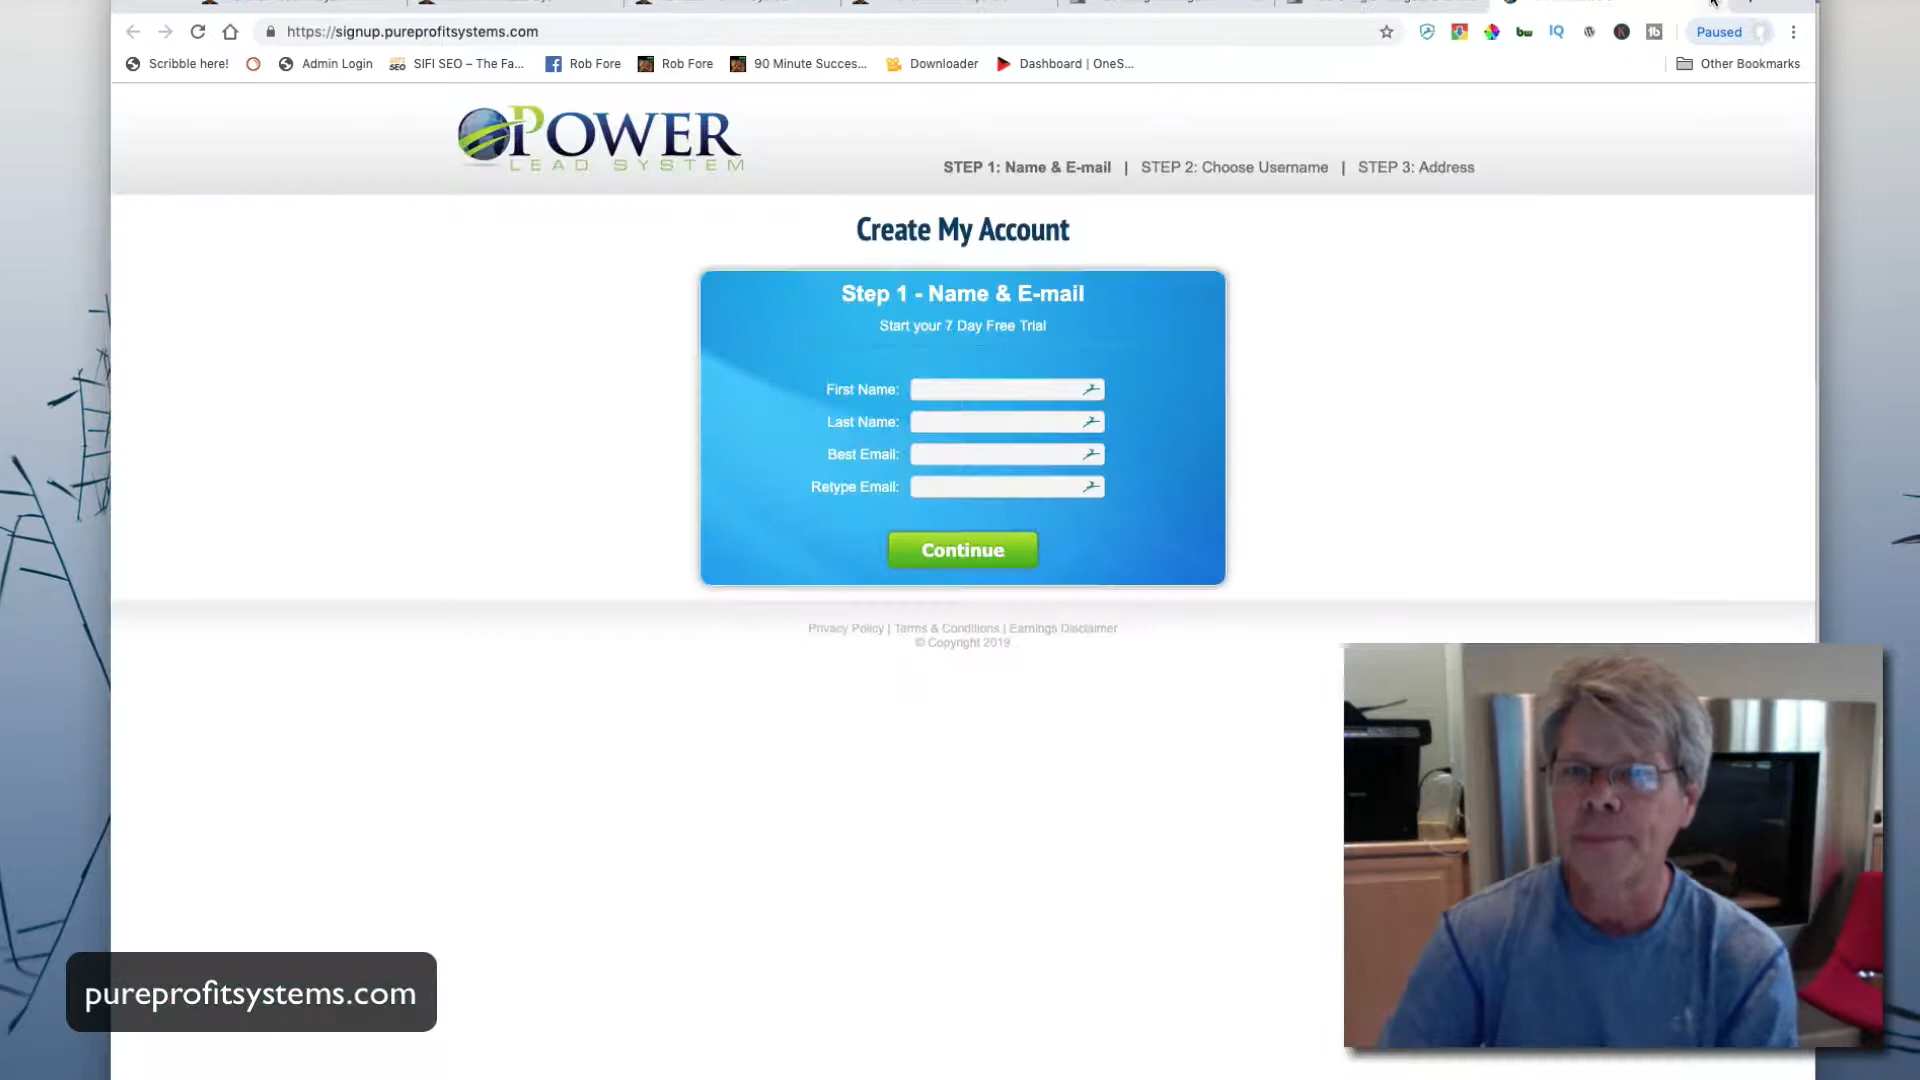 https://signup.pureprofitsystems.com
Paused
Scribble here!
Admin Login
SIFI SEO – The Fa...
Rob Fore
Rob Fore
90 Minute Succes...
Downloader
Dashboard | OneS...
Other Bookmarks
POWER
LEAD SYSTEM
STEP 1: Name & E-mail | STEP 2: Choose Username | STEP 3: Address
Create My Account
Step 1 - Name & E-mail
Start your 7 Day Free Trial
First Name:
Last Name:
Best Email:
Retype Email:
Continue
Privacy Policy | Terms & Conditions | Earnings Disclaimer
© Copyright 2019
pureprofitsystems.com